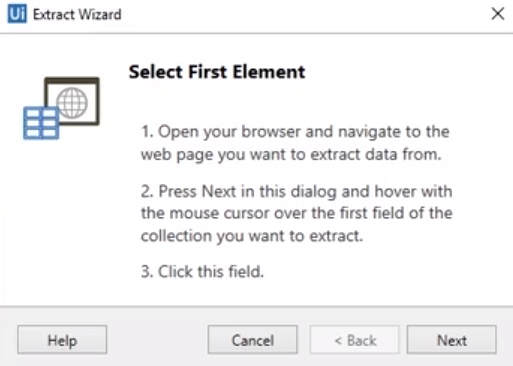 Ui Extract Wizard
Select First Element
1. Open your browser and navigate to the
web page you want to extract data from.
2. Press Next in this dialog and hover with
the mouse cursor over the first field of the
collection you want to extract.
3. Click this field.
Help Cancel < Back Next